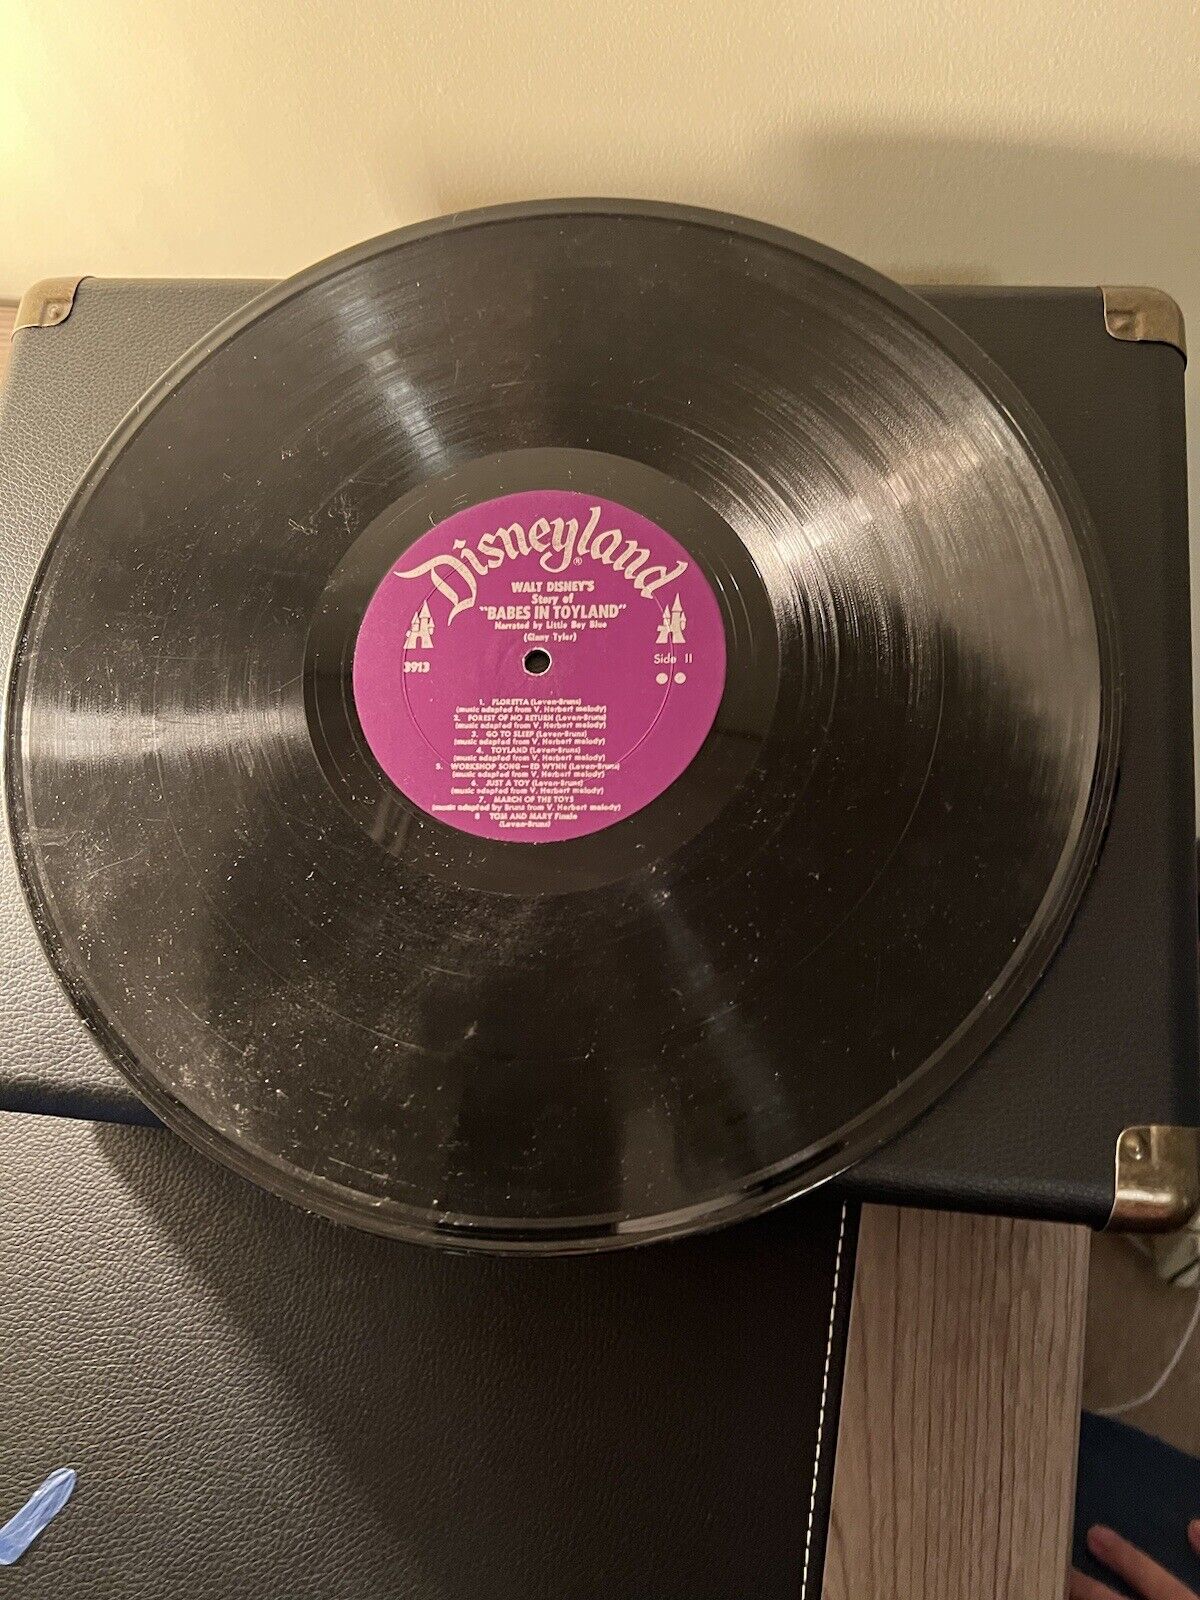 Disneyland
®
WALT DISNEY'S
Story of
"BABES IN TOYLAND"
Narrated by Little Boy Blue
(Ginny Tyler)
3913
Side II
1. FLORETTA (Leven-Bruns)
(music adapted from V. Herbert melody)
2. FOREST OF NO RETURN (Leven-Bruns)
(music adapted from V. Herbert melody)
3. GO TO SLEEP (Leven-Bruns)
(music adapted from V. Herbert melody)
4. TOYLAND (Leven-Bruns)
(music adapted from V. Herbert melody)
5. WORKSHOP SONG—ED WYNN (Leven-Bruns)
(music adapted from V. Herbert melody)
6. JUST A TOY (Leven-Bruns)
(music adapted from V. Herbert melody)
7. MARCH OF THE TOYS
(music adapted by Bruns from V. Herbert melody)
8 TOM AND MARY Finale
(Leven-Bruns)